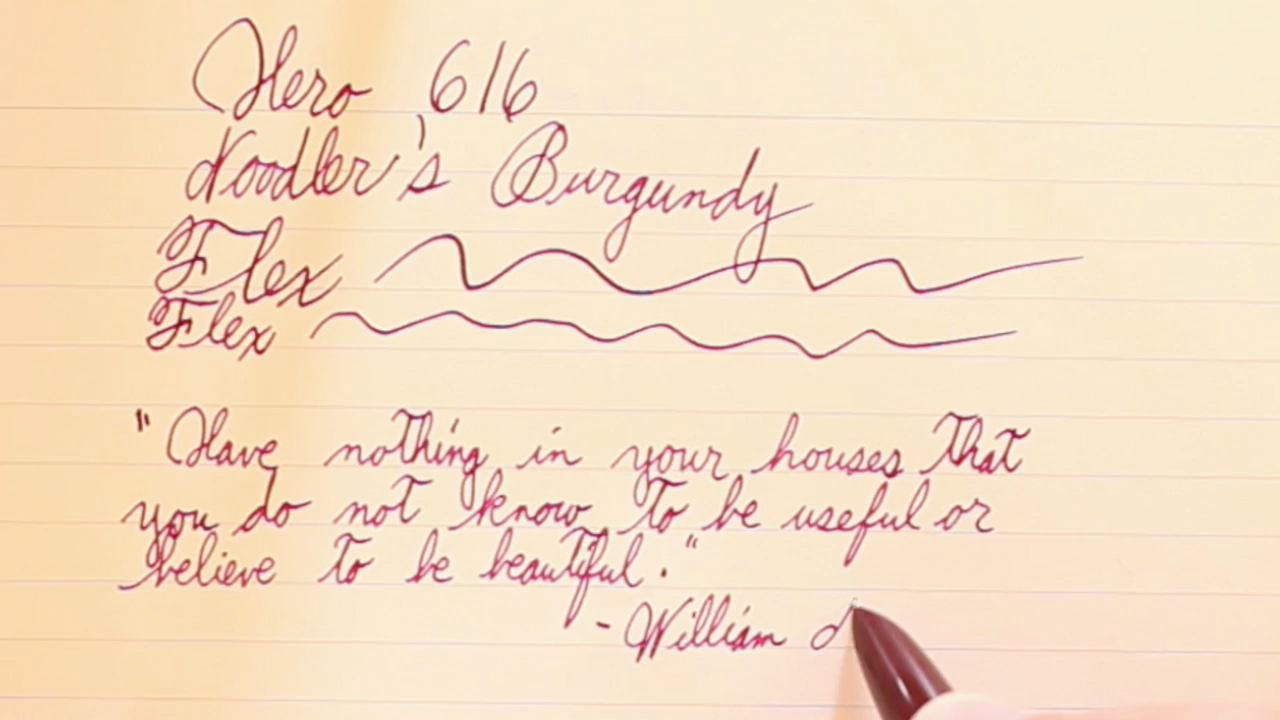 Hero 616
Noodler's Burgundy
Flex
Flex
"Have nothing in your houses that
you do not know to be useful or
believe to be beautiful."
- William